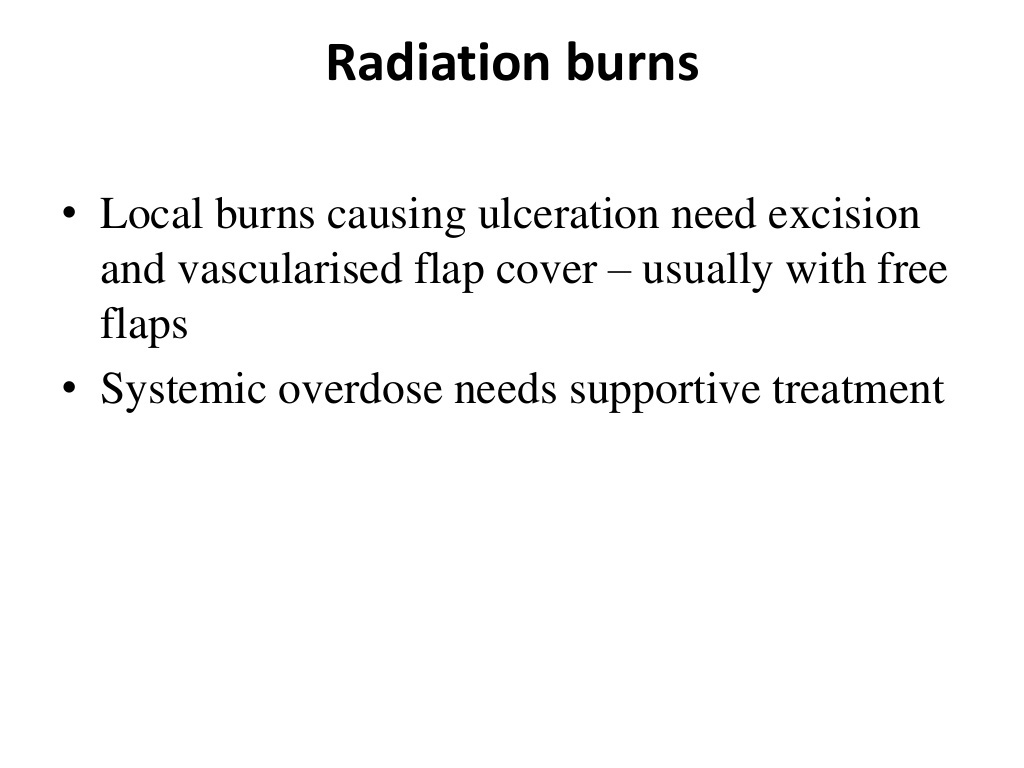 Radiation burns
• Local burns causing ulceration need excision
and vascularised flap cover – usually with free
flaps
• Systemic overdose needs supportive treatment